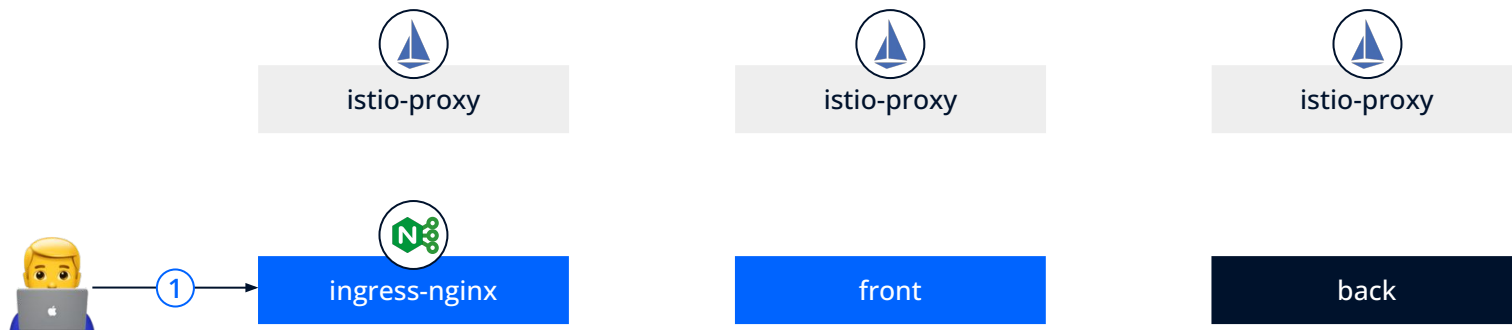 istio-proxy
istio-proxy
istio-proxy
N
1
ingress-nginx
front
back